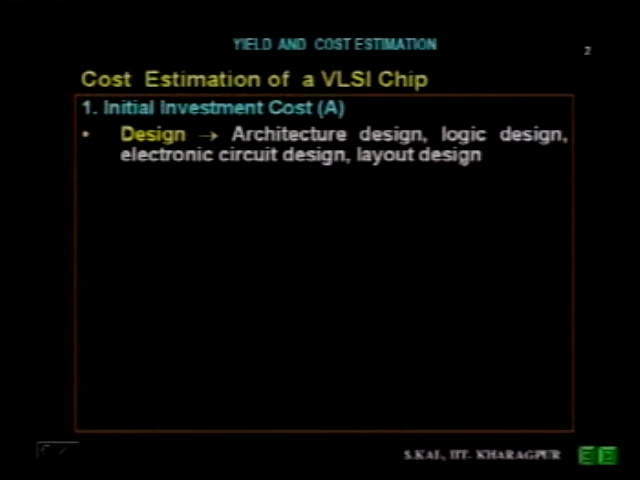 YIELD AND COST ESTIMATION
2
Cost Estimation of a VLSI Chip
1. Initial Investment Cost (A)
• Design → Architecture design, logic design,
electronic circuit design, layout design
S.KAL, IIT- KHARAGPUR